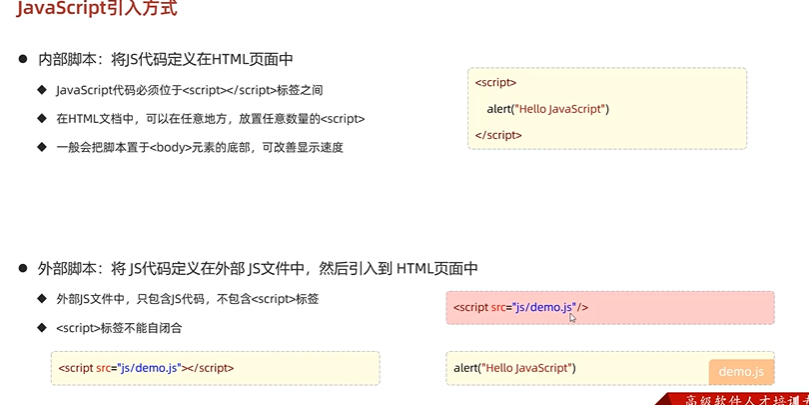 JavaScript引入方式
● 内部脚本：将JS代码定义在HTML页面中
◆ JavaScript代码必须位于<script></script>标签之间
◆ 在HTML文档中，可以在任意地方，放置任意数量的<script>
◆ 一般会把脚本置于<body>元素的底部，可改善显示速度
<script>
alert("Hello JavaScript")
</script>
● 外部脚本：将 JS代码定义在外部 JS文件中，然后引入到 HTML页面中
◆ 外部JS文件中，只包含JS代码，不包含<script>标签
◆ <script>标签不能自闭合
<script src="js/demo.js"/>
<script src="js/demo.js"></script>
alert("Hello JavaScript")
demo.js
高级软件人才培训